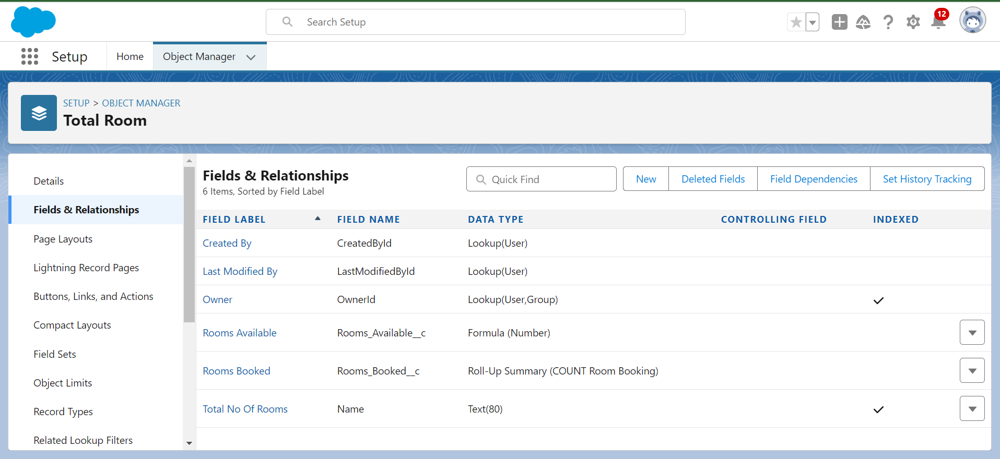 Search Setup
12
Setup
Home
Object Manager
SETUP > OBJECT MANAGER
Total Room
Details
Fields & Relationships
Page Layouts
Lightning Record Pages
Buttons, Links, and Actions
Compact Layouts
Field Sets
Object Limits
Record Types
Related Lookup Filters
Fields & Relationships
6 Items, Sorted by Field Label
Quick Find
New
Deleted Fields
Field Dependencies
Set History Tracking
FIELD LABEL FIELD NAME DATA TYPE CONTROLLING FIELD INDEXED
Created By CreatedById Lookup(User)
Last Modified By LastModifiedById Lookup(User)
Owner OwnerId Lookup(User,Group)
Rooms Available Rooms_Available__c Formula (Number)
Rooms Booked Rooms_Booked__c Roll-Up Summary (COUNT Room Booking)
Total No Of Rooms Name Text(80)